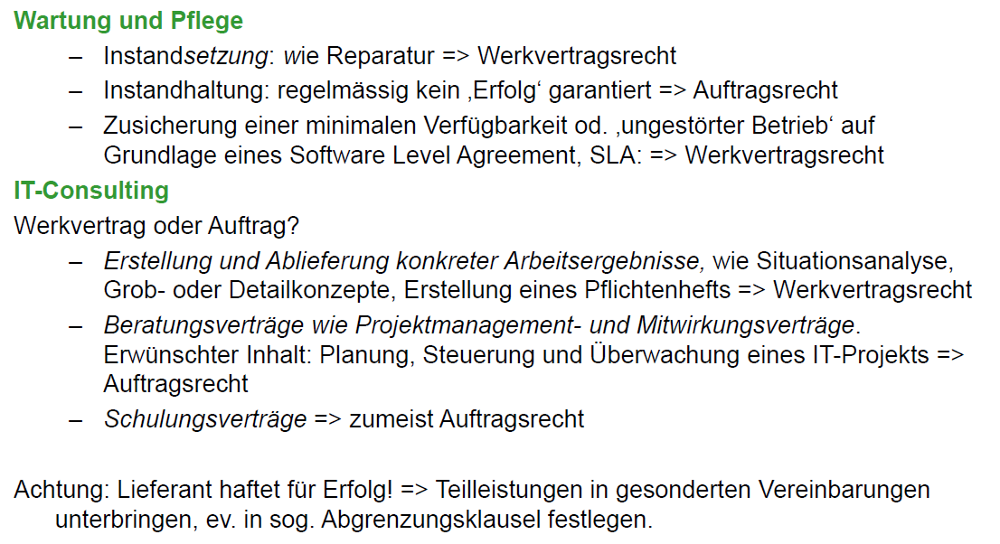 Wartung und Pflege
– Instandsetzung: wie Reparatur => Werkvertragsrecht
– Instandhaltung: regelmässig kein ‚Erfolg‘ garantiert => Auftragsrecht
– Zusicherung einer minimalen Verfügbarkeit od. ‚ungestörter Betrieb‘ auf
Grundlage eines Software Level Agreement, SLA: => Werkvertragsrecht
IT-Consulting
Werkvertrag oder Auftrag?
– Erstellung und Ablieferung konkreter Arbeitsergebnisse, wie Situationsanalyse,
Grob- oder Detailkonzepte, Erstellung eines Pflichtenhefts => Werkvertragsrecht
– Beratungsverträge wie Projektmanagement- und Mitwirkungsverträge.
Erwünschter Inhalt: Planung, Steuerung und Überwachung eines IT-Projekts =>
Auftragsrecht
– Schulungsverträge => zumeist Auftragsrecht
Achtung: Lieferant haftet für Erfolg! => Teilleistungen in gesonderten Vereinbarungen
unterbringen, ev. in sog. Abgrenzungsklausel festlegen.